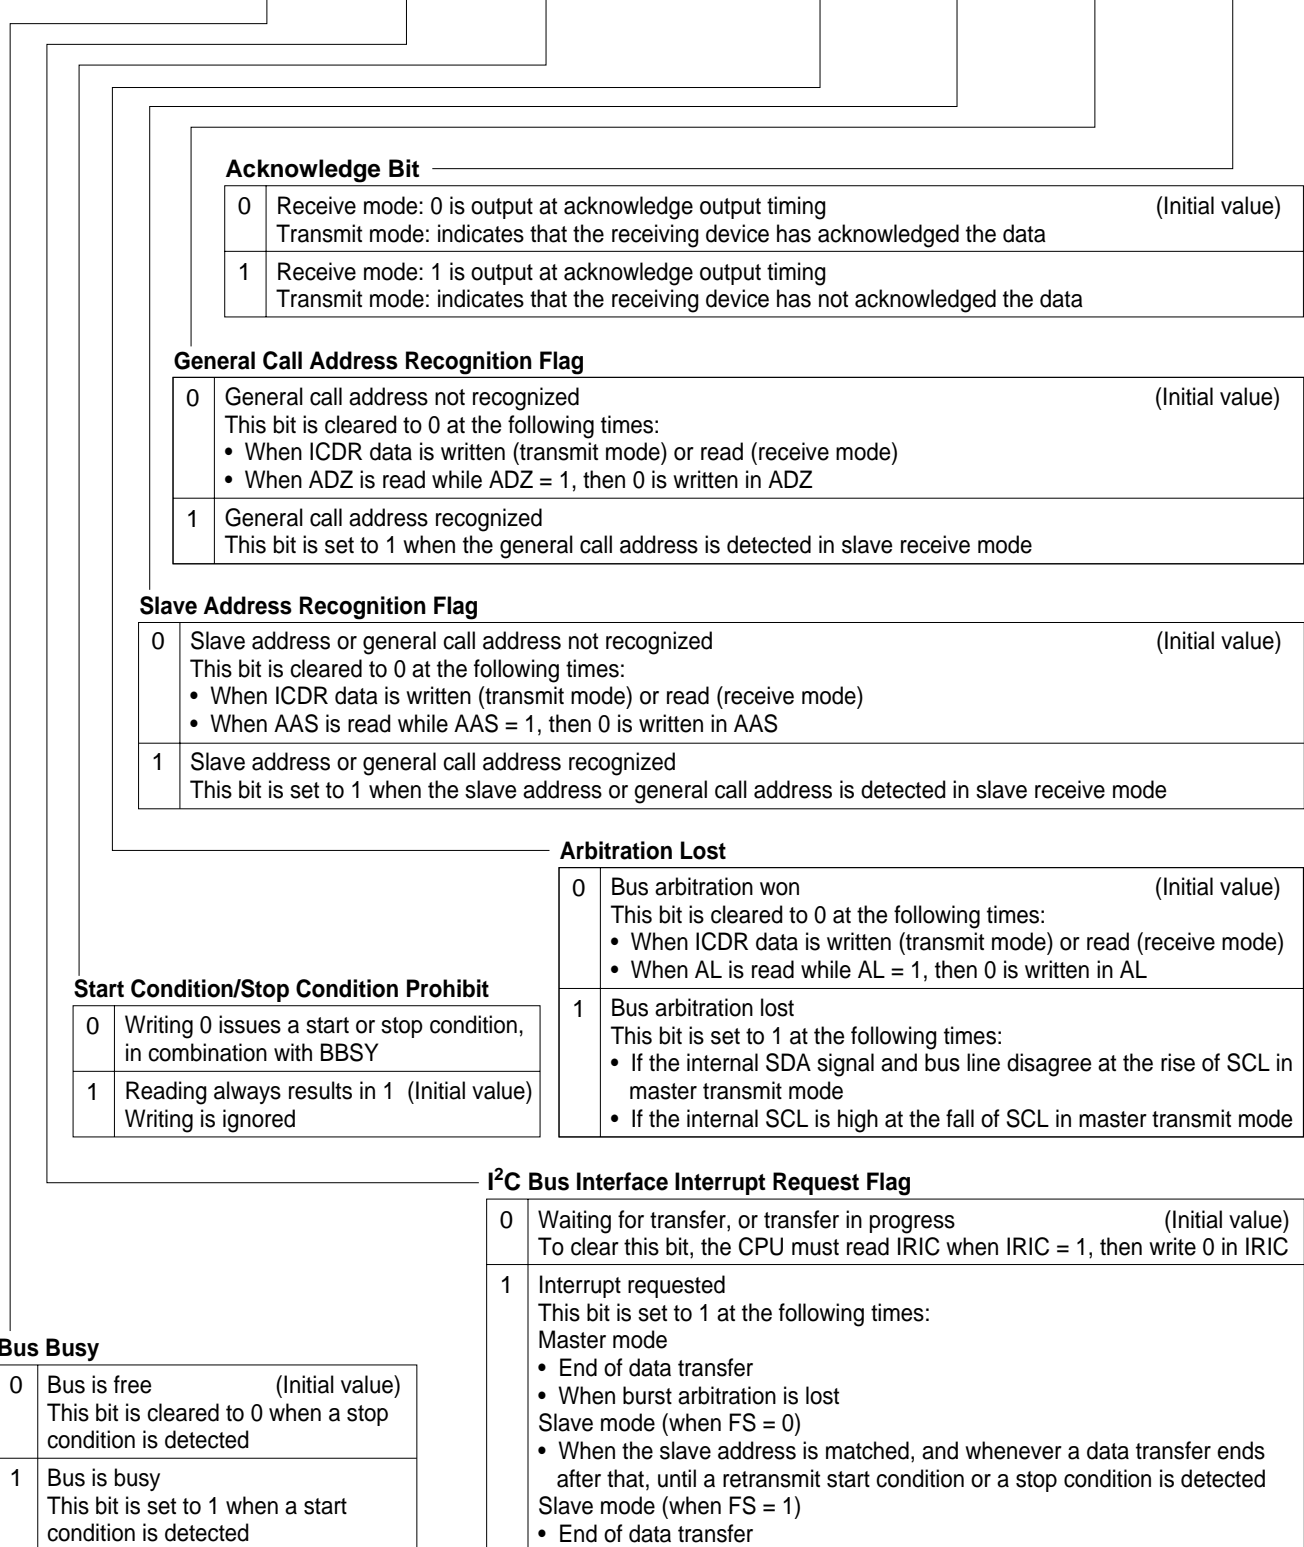 Acknowledge Bit
0 Receive mode: 0 is output at acknowledge output timing (Initial value)
Transmit mode: indicates that the receiving device has acknowledged the data
1 Receive mode: 1 is output at acknowledge output timing
Transmit mode: indicates that the receiving device has not acknowledged the data
General Call Address Recognition Flag
0 General call address not recognized (Initial value)
This bit is cleared to 0 at the following times:
• When ICDR data is written (transmit mode) or read (receive mode)
• When ADZ is read while ADZ = 1, then 0 is written in ADZ
1 General call address recognized
This bit is set to 1 when the general call address is detected in slave receive mode
Slave Address Recognition Flag
0 Slave address or general call address not recognized (Initial value)
This bit is cleared to 0 at the following times:
• When ICDR data is written (transmit mode) or read (receive mode)
• When AAS is read while AAS = 1, then 0 is written in AAS
1 Slave address or general call address recognized
This bit is set to 1 when the slave address or general call address is detected in slave receive mode
Arbitration Lost
0 Bus arbitration won (Initial value)
This bit is cleared to 0 at the following times:
• When ICDR data is written (transmit mode) or read (receive mode)
• When AL is read while AL = 1, then 0 is written in AL
1 Bus arbitration lost
This bit is set to 1 at the following times:
• If the internal SDA signal and bus line disagree at the rise of SCL in
master transmit mode
• If the internal SCL is high at the fall of SCL in master transmit mode
Start Condition/Stop Condition Prohibit
0 Writing 0 issues a start or stop condition,
in combination with BBSY
1 Reading always results in 1 (Initial value)
Writing is ignored
I²C Bus Interface Interrupt Request Flag
0 Waiting for transfer, or transfer in progress (Initial value)
To clear this bit, the CPU must read IRIC when IRIC = 1, then write 0 in IRIC
1 Interrupt requested
This bit is set to 1 at the following times:
Master mode
• End of data transfer
• When burst arbitration is lost
Slave mode (when FS = 0)
• When the slave address is matched, and whenever a data transfer ends
after that, until a retransmit start condition or a stop condition is detected
Slave mode (when FS = 1)
• End of data transfer
Bus Busy
0 Bus is free (Initial value)
This bit is cleared to 0 when a stop
condition is detected
1 Bus is busy
This bit is set to 1 when a start
condition is detected